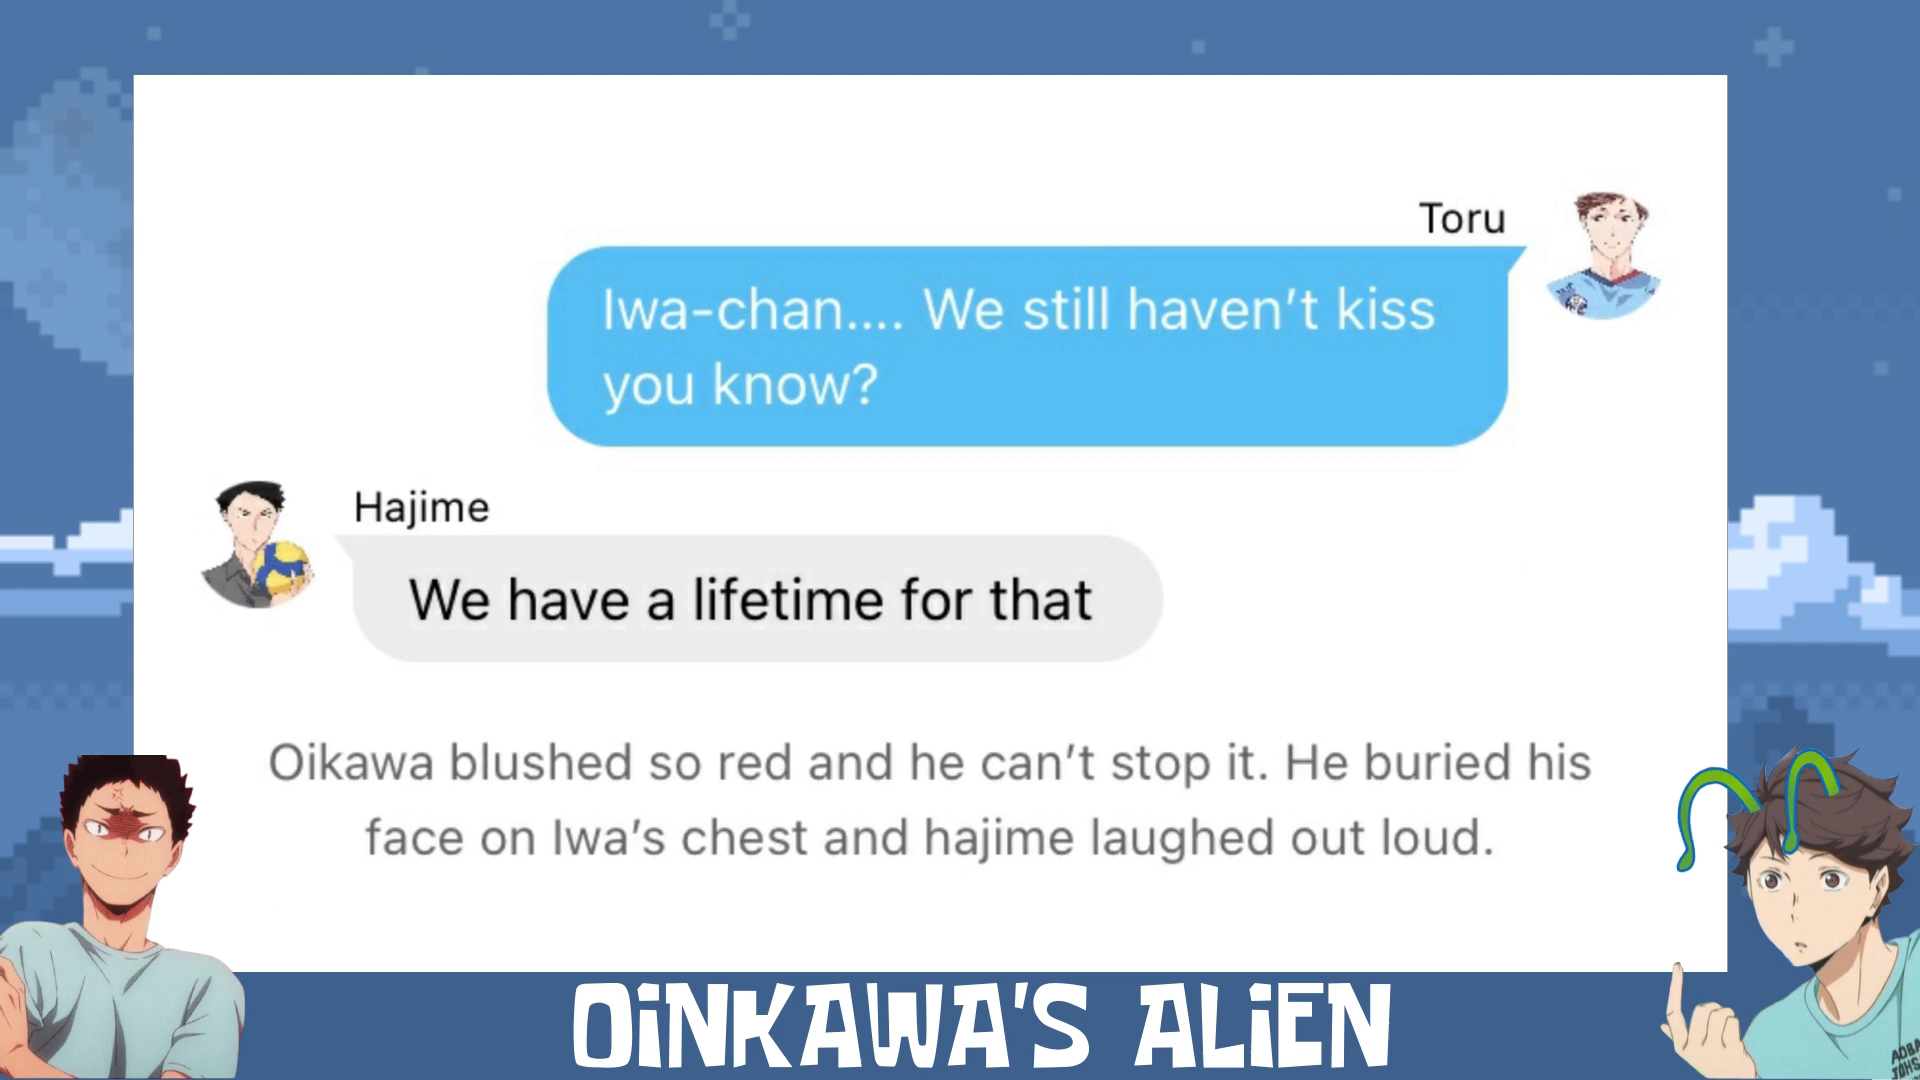 Toru
Iwa-chan.... We still haven't kiss
you know?
Hajime
We have a lifetime for that
Oikawa blushed so red and he can't stop it. He buried his
face on Iwa's chest and hajime laughed out loud.
OiNKAWA'S ALiEN